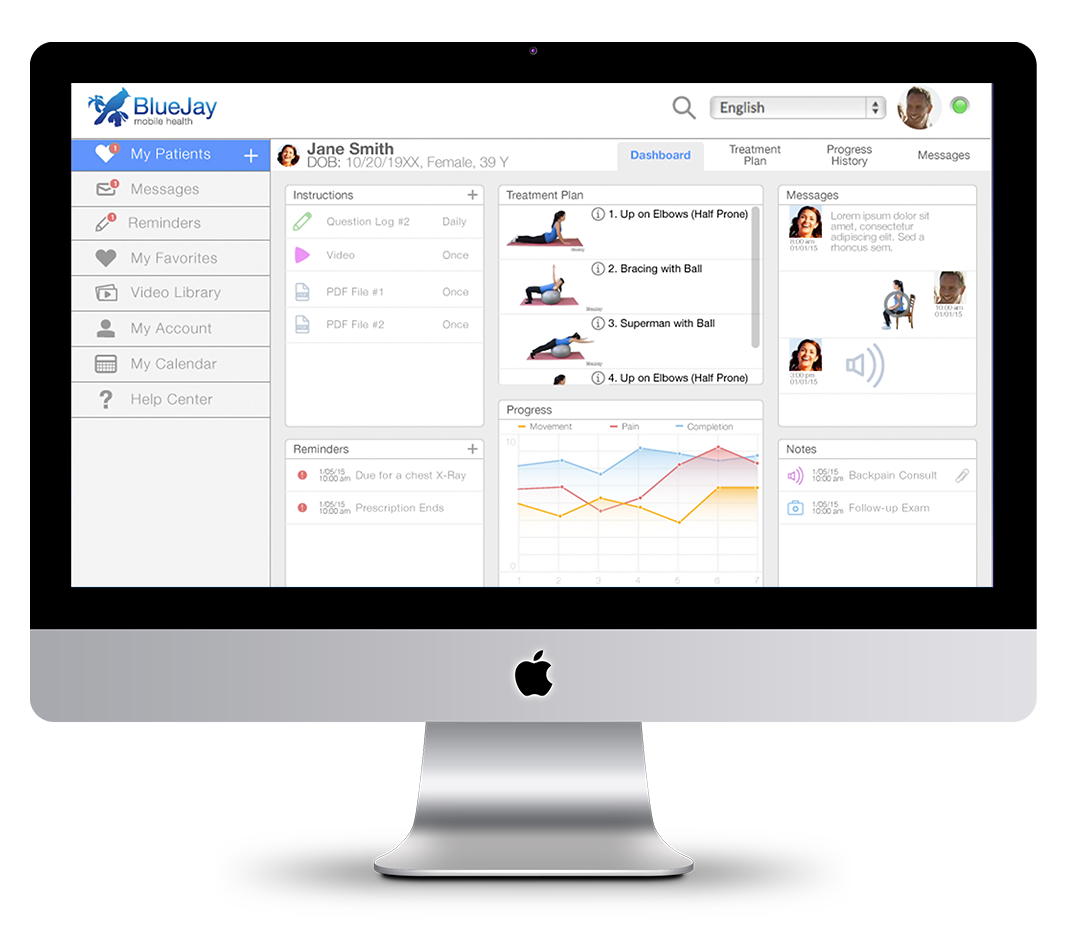 BlueJay
mobile health
English
1
My Patients
+
1
Messages
1
Reminders
My Favorites
Video Library
My Account
My Calendar
? Help Center
Jane Smith
DOB: 10/20/19XX, Female, 39 Y
Dashboard
Treatment
Plan
Progress
History
Messages
Instructions +
Question Log #2 Daily
Video Once
PDF File #1 Once
PDF File #2 Once
Reminders +
1/05/15
10:00 am
Due for a chest X-Ray
1/05/15
10:00 am
Prescription Ends
Treatment Plan
i 1. Up on Elbows (Half Prone)
i 2. Bracing with Ball
i 3. Superman with Ball
i 4. Up on Elbows (Half Prone)
Progress
Movement Pain Completion
10
0
1 2 3 4 5 6 7
Messages
Lorem ipsum dolor sit
amet, consectetur
adipiscing elit. Sed a
rhoncus sem.
8:00 am
01/01/15
10:00 am
01/01/15
3:00 pm
01/01/15
Notes
1/05/15
10:00 am
Backpain Consult
1/05/15
10:00 am
Follow-up Exam